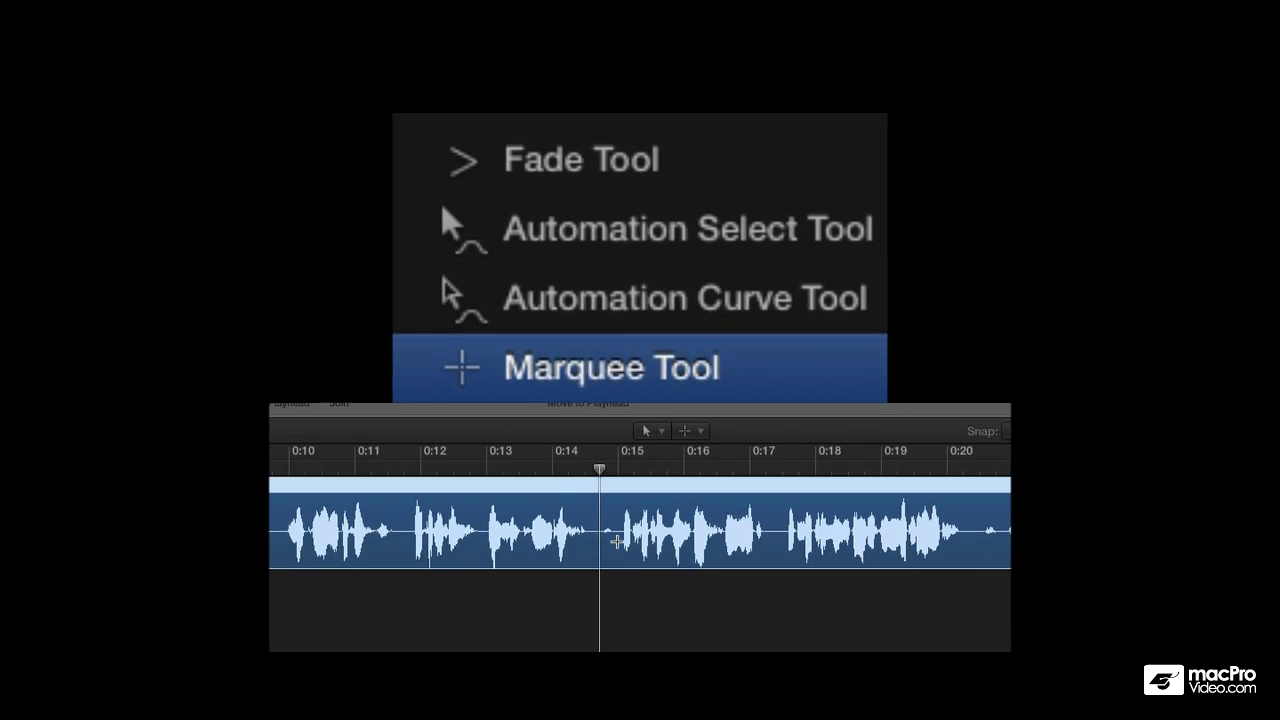 Fade Tool
Automation Select Tool
Automation Curve Tool
Marquee Tool
Move to Playhead
Snap:
0:10 0:11 0:12 0:13 0:14 0:15 0:16 0:17 0:18 0:19 0:20
macPro
Video.com